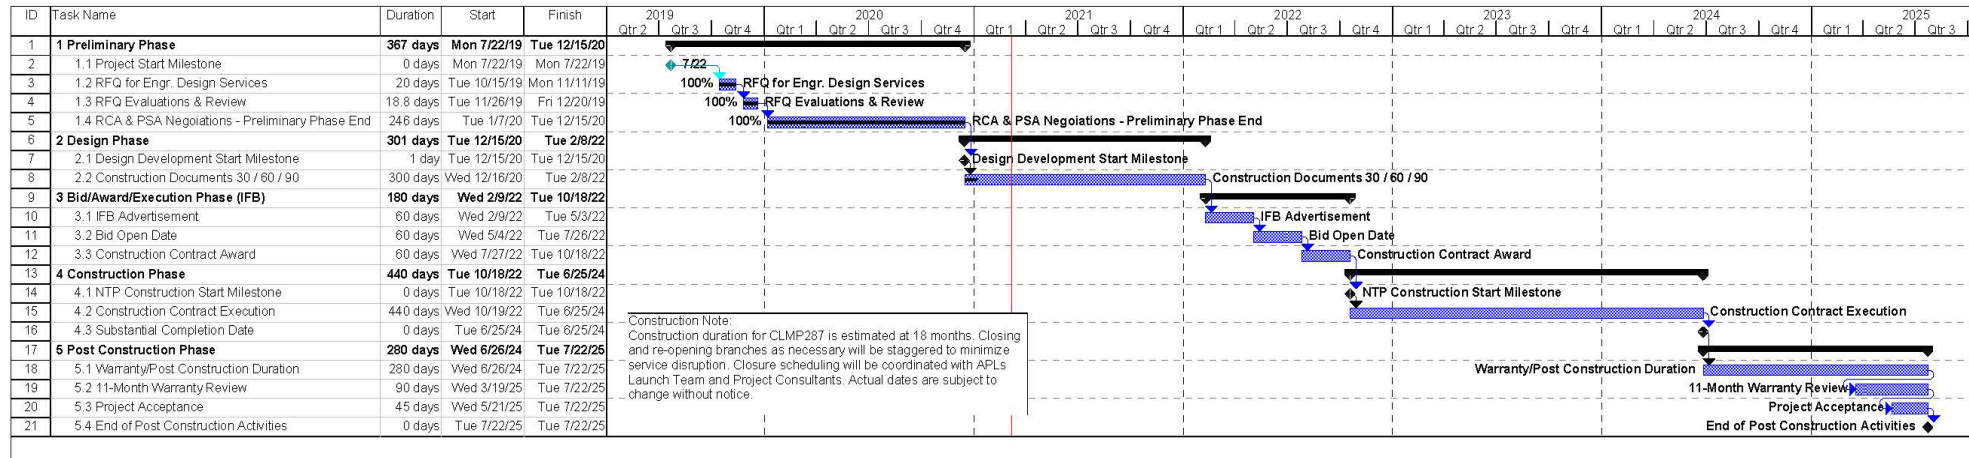 ID Task Name Duration Start Finish 2019 2020 2021 2022 2023 2024 2025
Qtr 2 Qtr 3 Qtr 4 Qtr 1 Qtr 2 Qtr 3 Qtr 4 Qtr 1 Qtr 2 Qtr 3 Qtr 4 Qtr 1 Qtr 2 Qtr 3 Qtr 4 Qtr 1 Qtr 2 Qtr 3 Qtr 4 Qtr 1 Qtr 2 Qtr 3 Qtr 4 Qtr 1 Qtr 2 Qtr 3
1 1 Preliminary Phase 367 days Mon 7/22/19 Tue 12/15/20
2 1.1 Project Start Milestone 0 days Mon 7/22/19 Mon 7/22/19 7/22
3 1.2 RFQ for Engr. Design Services 20 days Tue 10/15/19 Mon 11/11/19 100% RFQ for Engr. Design Services
4 1.3 RFQ Evaluations & Review 18.8 days Tue 11/26/19 Fri 12/20/19 100% RFQ Evaluations & Review
5 1.4 RCA & PSA Negoiations - Preliminary Phase End 246 days Tue 1/7/20 Tue 12/15/20 100% RCA & PSA Negoiations - Preliminary Phase End
6 2 Design Phase 301 days Tue 12/15/20 Tue 2/8/22
7 2.1 Design Development Start Milestone 1 day Tue 12/15/20 Tue 12/15/20 Design Development Start Milestone
8 2.2 Construction Documents 30 / 60 / 90 300 days Wed 12/16/20 Tue 2/8/22 Construction Documents 30 / 60 / 90
9 3 Bid/Award/Execution Phase (IFB) 180 days Wed 2/9/22 Tue 10/18/22
10 3.1 IFB Advertisement 60 days Wed 2/9/22 Tue 5/3/22 IFB Advertisement
11 3.2 Bid Open Date 60 days Wed 5/4/22 Tue 7/26/22 Bid Open Date
12 3.3 Construction Contract Award 60 days Wed 7/27/22 Tue 10/18/22 Construction Contract Award
13 4 Construction Phase 440 days Tue 10/18/22 Tue 6/25/24
14 4.1 NTP Construction Start Milestone 0 days Tue 10/18/22 Tue 10/18/22 NTP Construction Start Milestone
15 4.2 Construction Contract Execution 440 days Wed 10/19/22 Tue 6/25/24 Construction Contract Execution
16 4.3 Substantial Completion Date 0 days Tue 6/25/24 Tue 6/25/24
17 5 Post Construction Phase 280 days Wed 6/26/24 Tue 7/22/25
18 5.1 Warranty/Post Construction Duration 280 days Wed 6/26/24 Tue 7/22/25 Warranty/Post Construction Duration
19 5.2 11-Month Warranty Review 90 days Wed 3/19/25 Tue 7/22/25 11-Month Warranty Review
20 5.3 Project Acceptance 45 days Wed 5/21/25 Tue 7/22/25 Project Acceptance
21 5.4 End of Post Construction Activities 0 days Tue 7/22/25 Tue 7/22/25 End of Post Construction Activities
Construction Note:
Construction duration for CLMP287 is estimated at 18 months. Closing
and re-opening branches as necessary will be staggered to minimize
service disruption. Closure scheduling will be coordinated with APLs
Launch Team and Project Consultants. Actual dates are subject to
change without notice.